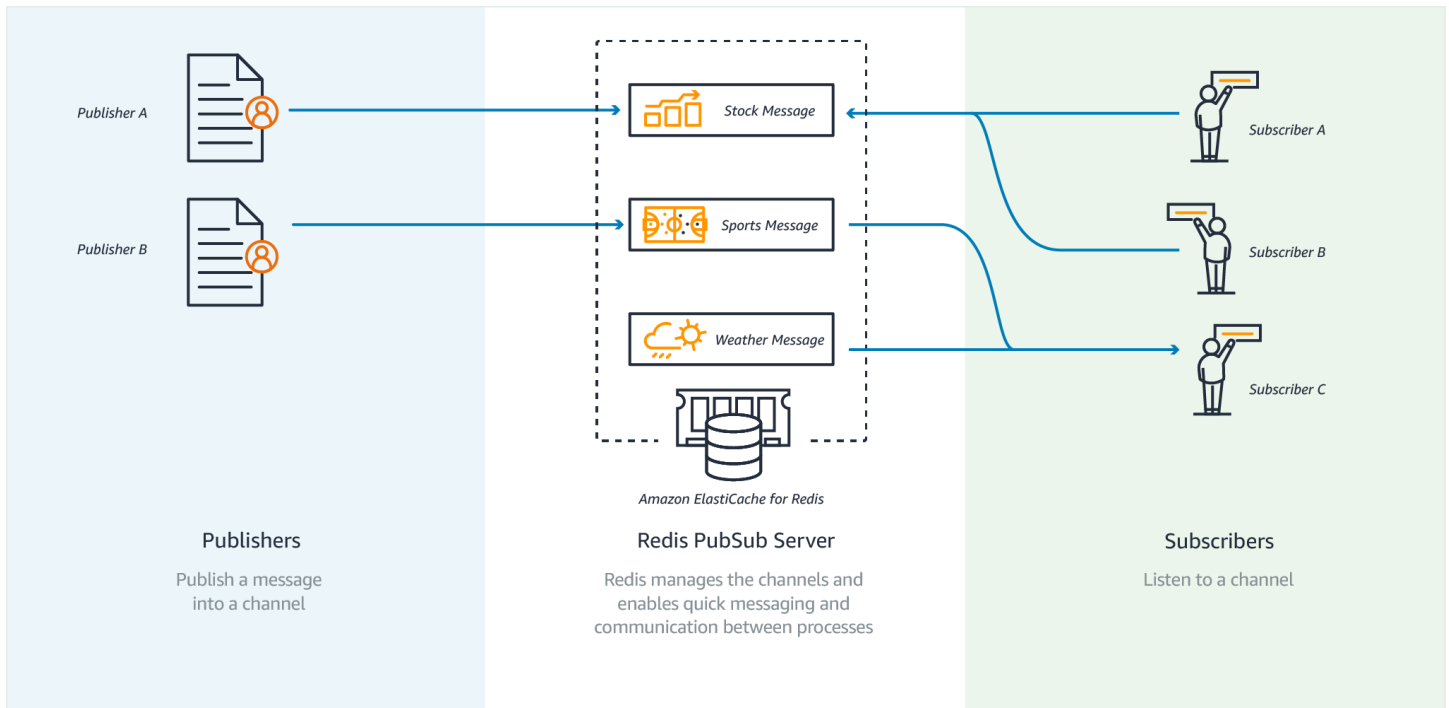 Publisher A
Stock Message
Subscriber A
Publisher B
Sports Message
Subscriber B
Weather Message
Subscriber C
Amazon ElastiCache for Redis
Publishers
Publish a message
into a channel
Redis PubSub Server
Redis manages the channels and
enables quick messaging and
communication between processes
Subscribers
Listen to a channel